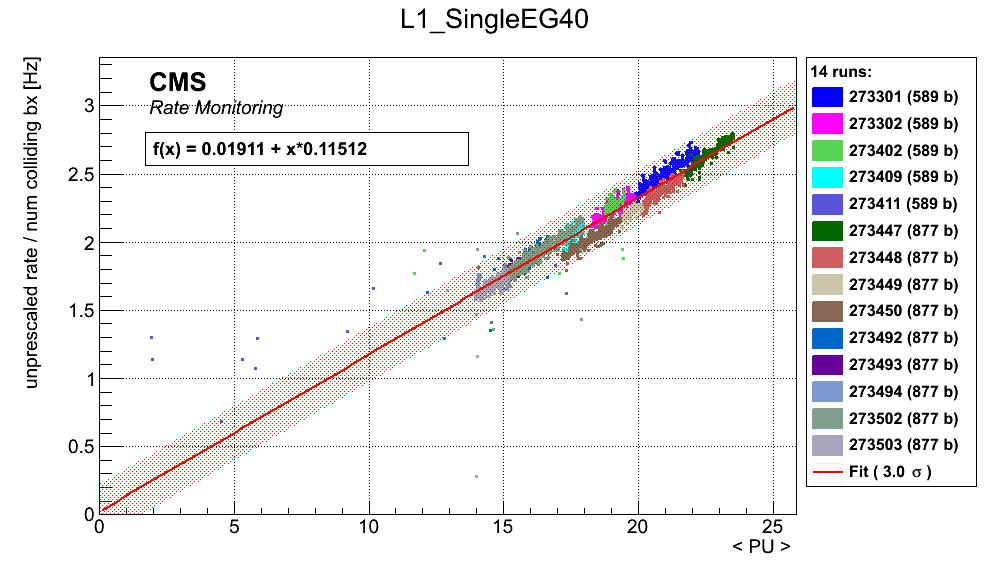 L1_SingleEG40
unprescaled rate / num colliding bx [Hz]
CMS
Rate Monitoring
f(x) = 0.01911 + x*0.11512
3
2.5
2
1.5
1
0.5
0
0 5 10 15 20 25
< PU >
14 runs:
273301 (589 b)
273302 (589 b)
273402 (589 b)
273409 (589 b)
273411 (589 b)
273447 (877 b)
273448 (877 b)
273449 (877 b)
273450 (877 b)
273492 (877 b)
273493 (877 b)
273494 (877 b)
273502 (877 b)
273503 (877 b)
Fit ( 3.0 σ )